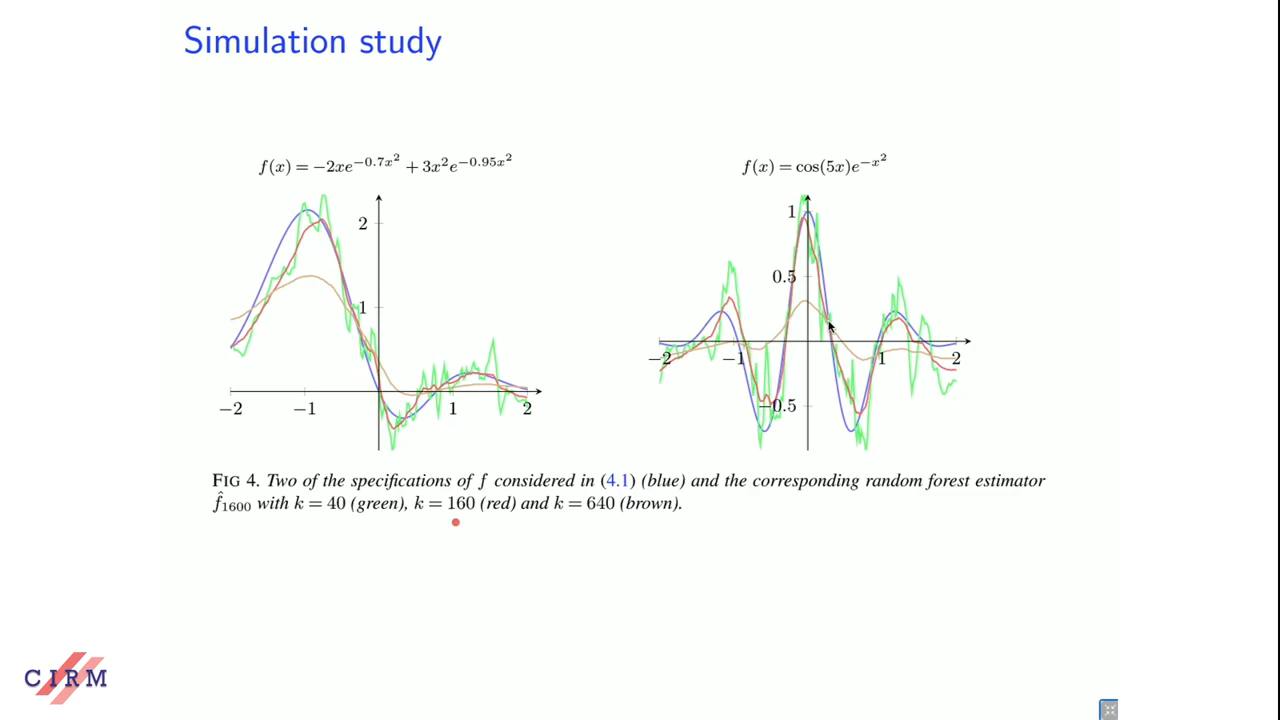 Simulation study
f(x) = −2xe^{−0.7x²} + 3x²e^{−0.95x²}
f(x) = cos(5x)e^{−x²}
2
1
−2 −1 1 2
1
0.5
−2 −1 1 2
−0.5
FIG 4. Two of the specifications of f considered in (4.1) (blue) and the corresponding random forest estimator
f̂₁₆₀₀ with k = 40 (green), k = 160 (red) and k = 640 (brown).
CIRM